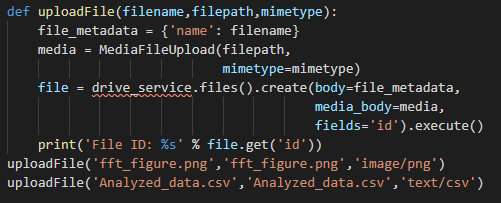 def uploadFile(filename,filepath,mimetype):
    file_metadata = {'name': filename}
    media = MediaFileUpload(filepath,
                            mimetype=mimetype)
    file = drive_service.files().create(body=file_metadata,
                                        media_body=media,
                                        fields='id').execute()
    print('File ID: %s' % file.get('id'))
uploadFile('fft_figure.png','fft_figure.png','image/png')
uploadFile('Analyzed_data.csv','Analyzed_data.csv','text/csv')